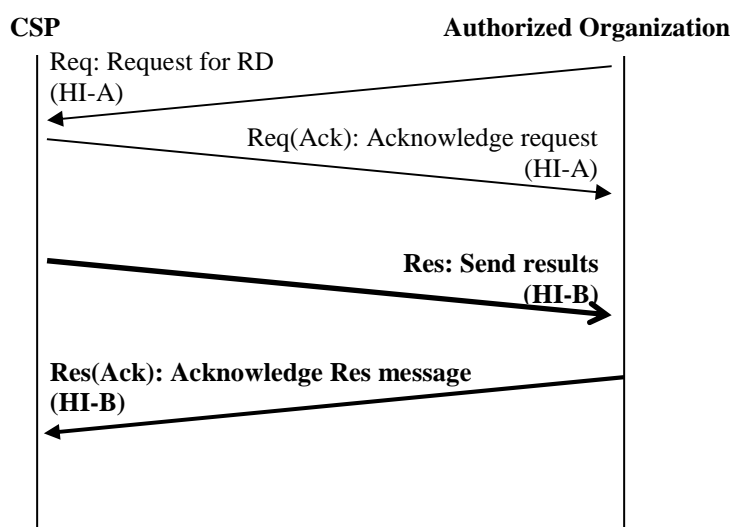 CSP
Authorized Organization
Req: Request for RD
(HI-A)
Req(Ack): Acknowledge request
(HI-A)
Res: Send results
(HI-B)
Res(Ack): Acknowledge Res message
(HI-B)